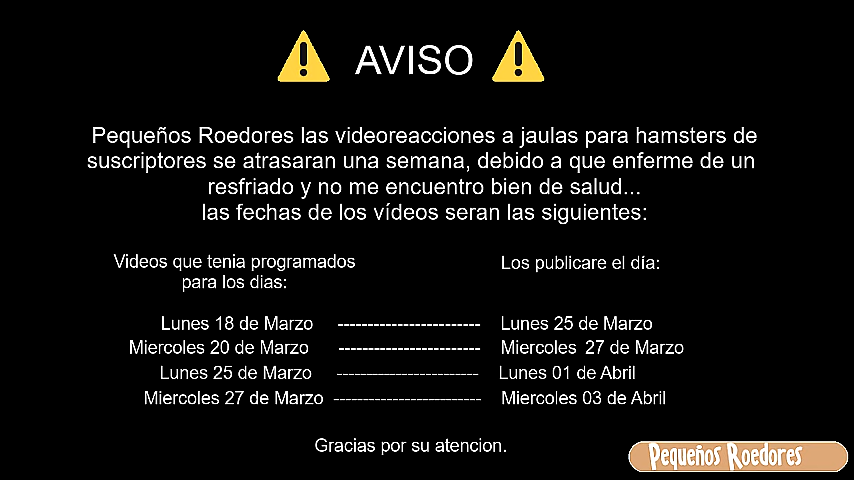 AVISO
Pequeños Roedores las videoreacciones a jaulas para hamsters de
suscriptores se atrasaran una semana, debido a que enferme de un
resfriado y no me encuentro bien de salud...
las fechas de los vídeos seran las siguientes:
Videos que tenia programados
para los dias:
Los publicare el día:
Lunes 18 de Marzo ------------------------ Lunes 25 de Marzo
Miercoles 20 de Marzo ------------------------ Miercoles 27 de Marzo
Lunes 25 de Marzo ------------------------ Lunes 01 de Abril
Miercoles 27 de Marzo ------------------------- Miercoles 03 de Abril
Gracias por su atencion.
Pequeños Roedores